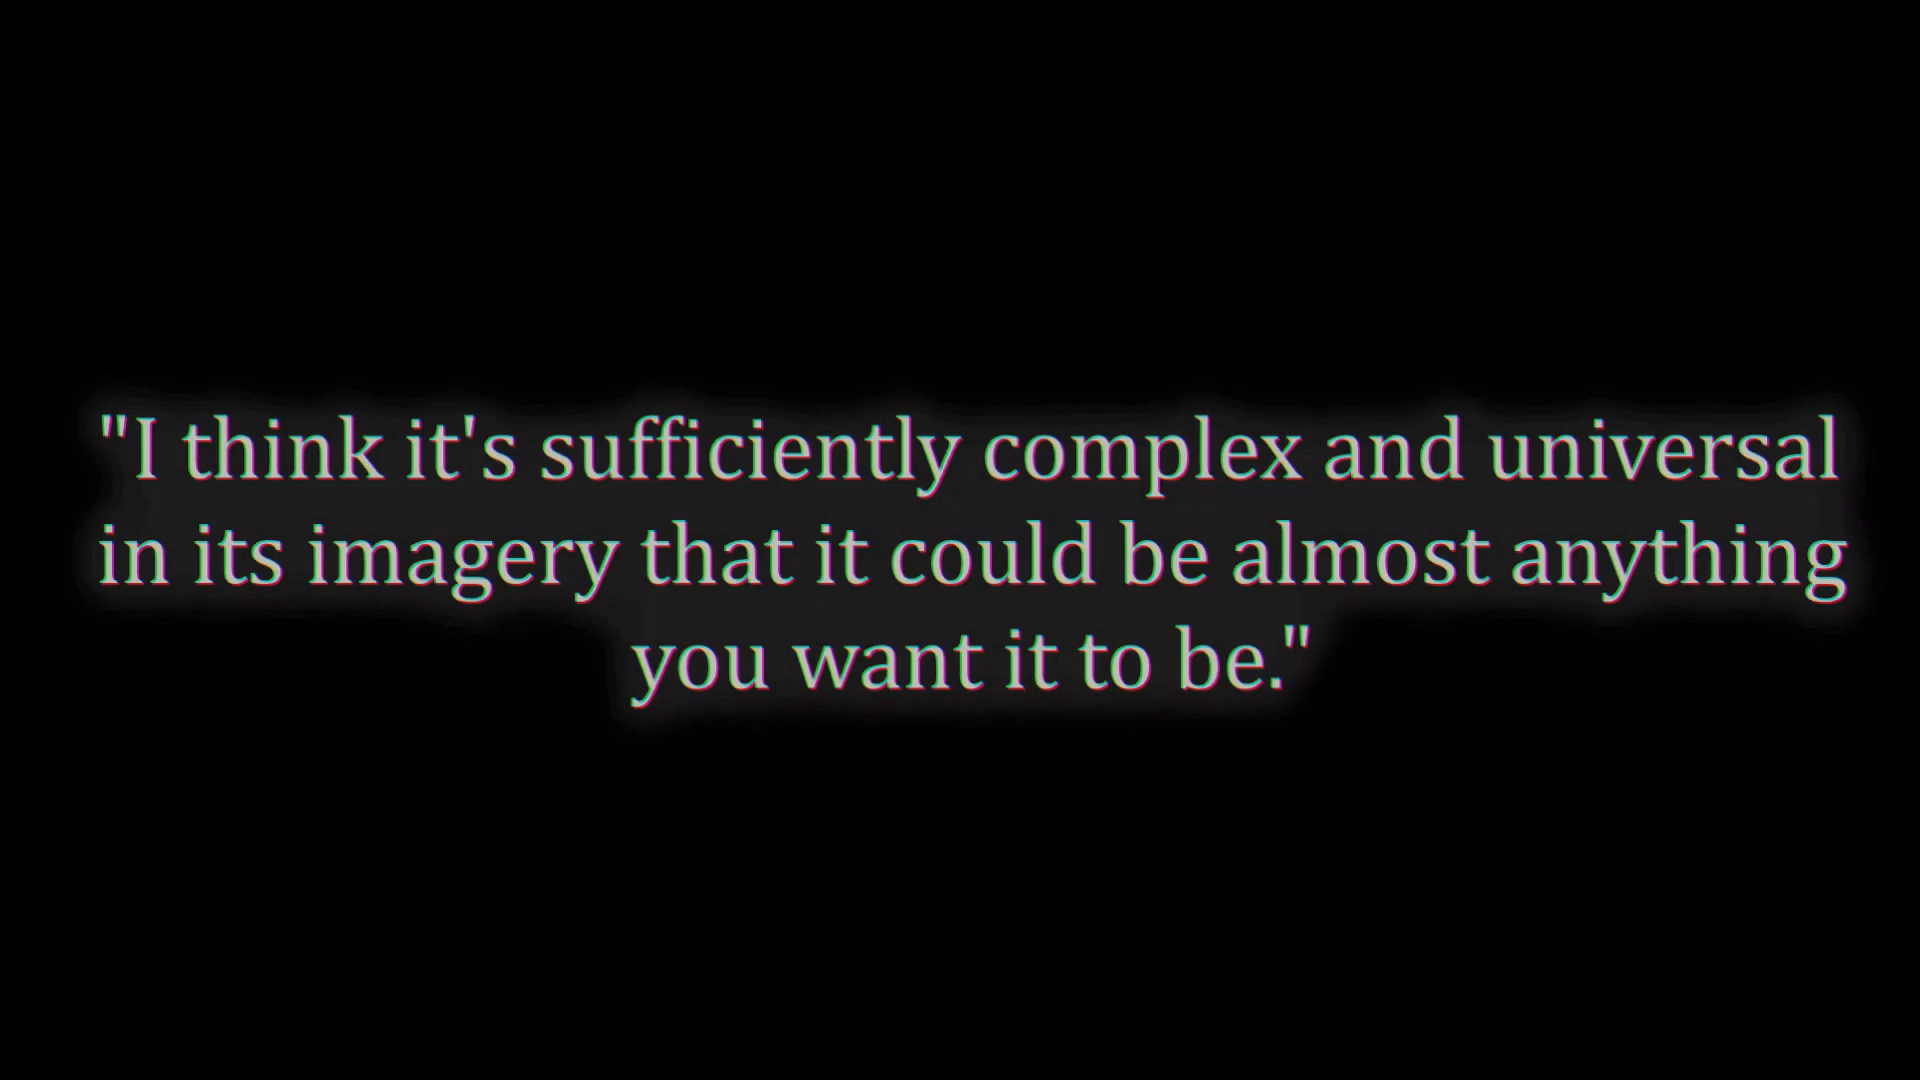 "I think it's sufficiently complex and universal
in its imagery that it could be almost anything
you want it to be."